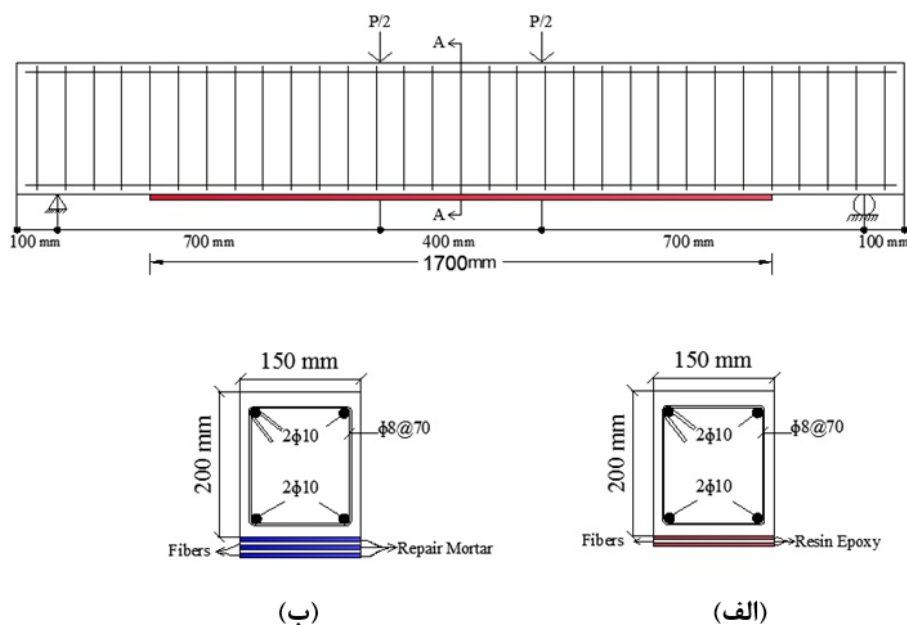 P/2 P/2
A
A
100 mm 700 mm 400 mm 700 mm 100 mm
1700mm
150 mm
200 mm
2ϕ10
ϕ8@70
2ϕ10
Fibers
Repair Mortar
(ب)
150 mm
200 mm
2ϕ10
ϕ8@70
2ϕ10
Fibers
Resin Epoxy
(الف)